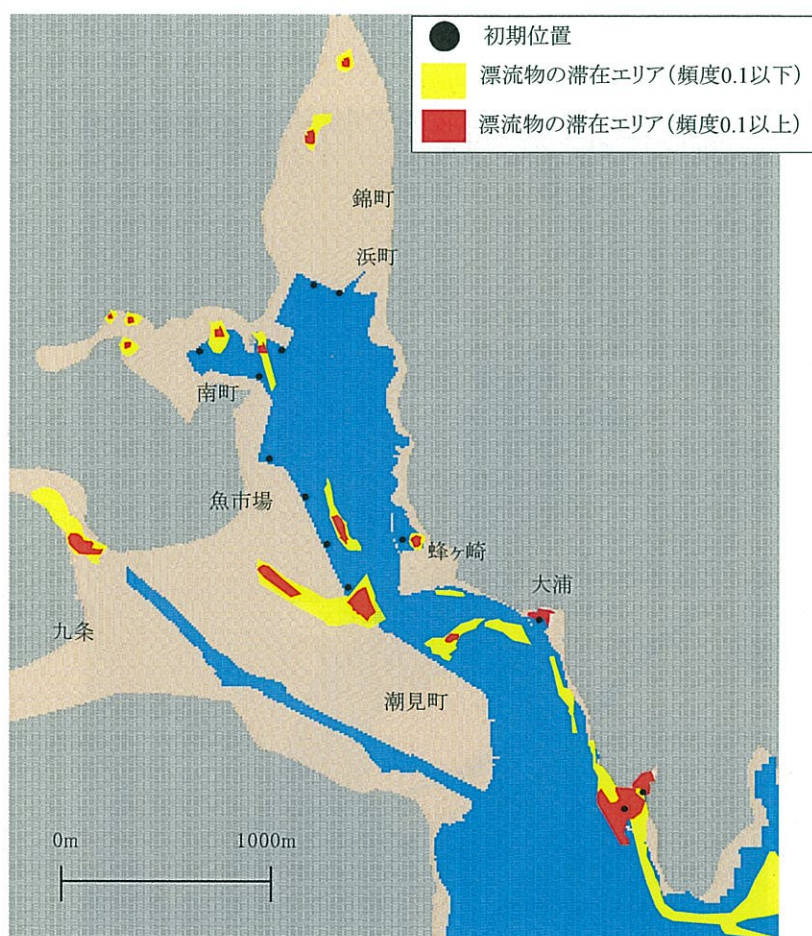 初期位置
漂流物の滞在エリア(頻度0.1以下)
漂流物の滞在エリア(頻度0.1以上)
錦町
浜町
南町
魚市場
蜂ヶ崎
大浦
九条
潮見町
0m 1000m